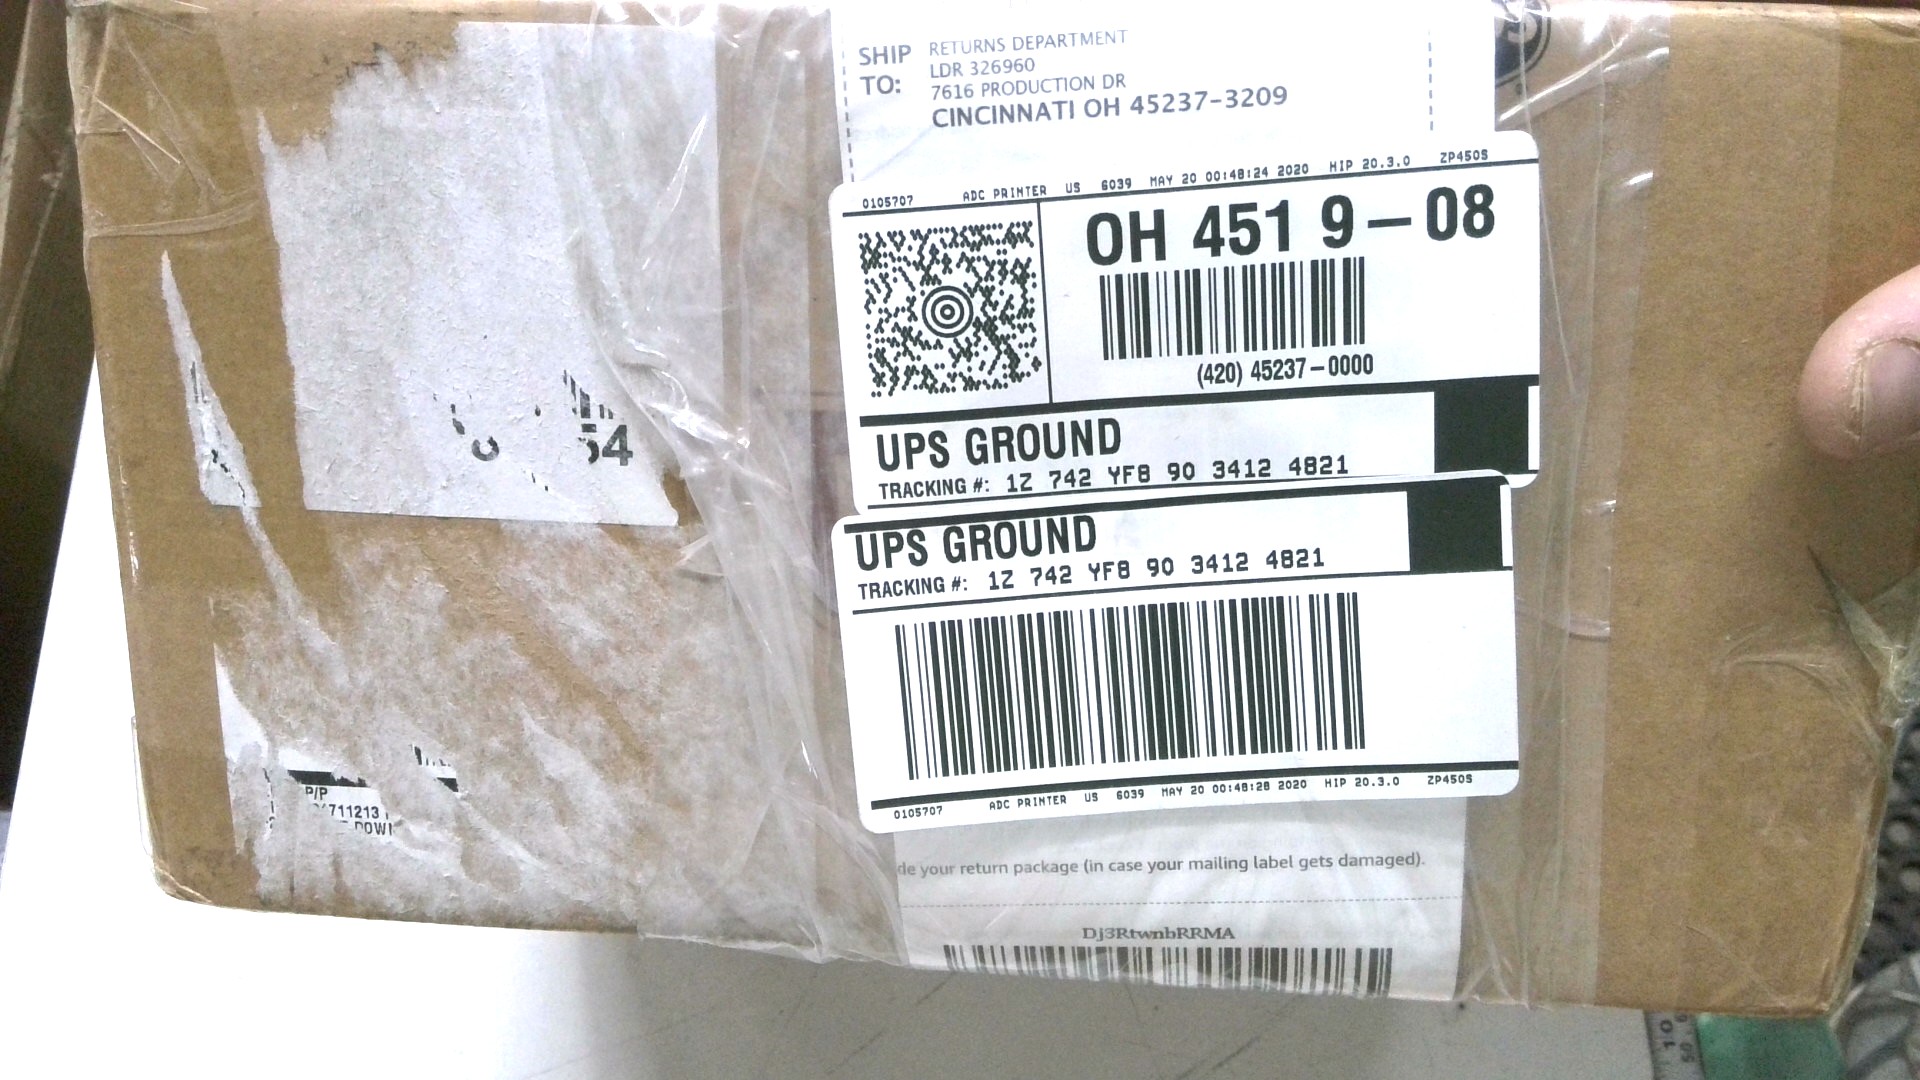 SHIP TO:
RETURNS DEPARTMENT
LDR 326960
7616 PRODUCTION DR
CINCINNATI OH 45237-3209
0105707 ADC PRINTER US 6039 MAY 20 00:48:24 2020 HIP 20.3.0 ZP450S
OH 451 9-08
(420) 45237-0000
UPS GROUND
TRACKING #: 1Z 742 YF8 90 3412 4821
UPS GROUND
TRACKING #: 1Z 742 YF8 90 3412 4821
0105707 ADC PRINTER US 6039 MAY 20 00:48:28 2020 HIP 20.3.0 ZP450S
de your return package (in case your mailing label gets damaged).
Dj3RtwnbRRMA
54
P/P
711213